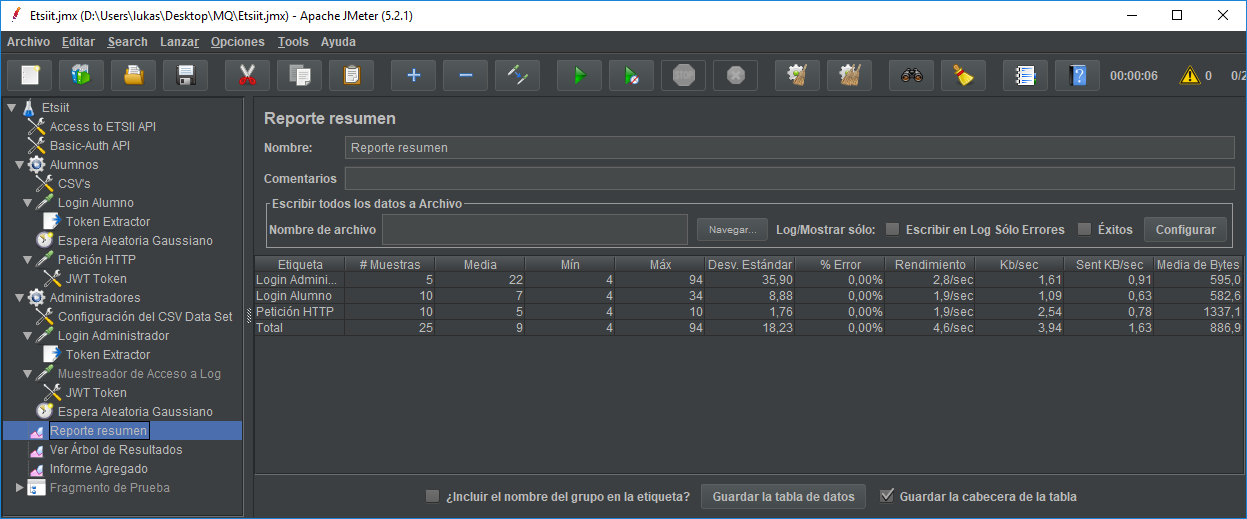 Etsiit.jmx (D:\Users\lukas\Desktop\MQ\Etsiit.jmx) - Apache JMeter (5.2.1)
Archivo Editar Search Lanzar Opciones Tools Ayuda
STOP 00:00:06 0 0/2
Etsiit
Access to ETSII API
Basic-Auth API
Alumnos
CSV's
Login Alumno
Token Extractor
Espera Aleatoria Gaussiano
Petición HTTP
JWT Token
Administradores
Configuración del CSV Data Set
Login Administrador
Token Extractor
Muestreador de Acceso a Log
JWT Token
Espera Aleatoria Gaussiano
Reporte resumen
Ver Árbol de Resultados
Informe Agregado
Fragmento de Prueba
Reporte resumen
Nombre: Reporte resumen
Comentarios
Escribir todos los datos a Archivo
Nombre de archivo Navegar... Log/Mostrar sólo: Escribir en Log Sólo Errores Éxitos Configurar
Etiqueta # Muestras Media Mín Máx Desv. Estándar % Error Rendimiento Kb/sec Sent KB/sec Media de Bytes
Login Admini... 5 22 4 94 35,90 0,00% 2,8/sec 1,61 0,91 595,0
Login Alumno 10 7 4 34 8,88 0,00% 1,9/sec 1,09 0,63 582,6
Petición HTTP 10 5 4 10 1,76 0,00% 1,9/sec 2,54 0,78 1337,1
Total 25 9 4 94 18,23 0,00% 4,6/sec 3,94 1,63 886,9
¿Incluir el nombre del grupo en la etiqueta? Guardar la tabla de datos Guardar la cabecera de la tabla